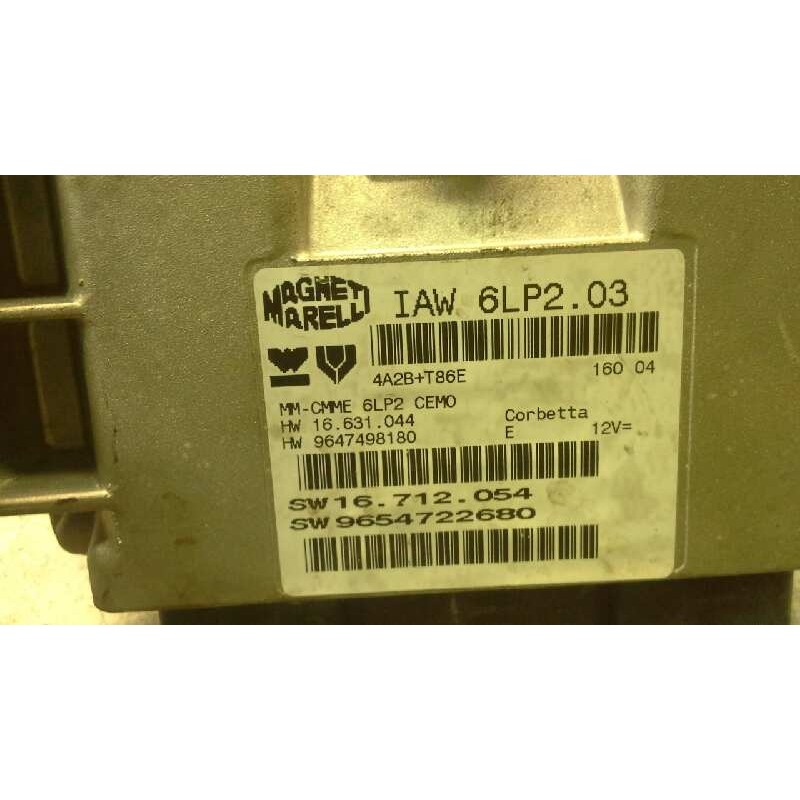 MAGNETI MARELLI
IAW 6LP2.03
4A2B+T86E 160 04
MM-CMME 6LP2 CEMO
HW 16.631.044 Corbetta
HW 9647498180 E 12V=
SW 16.712.054
SW 9654722680